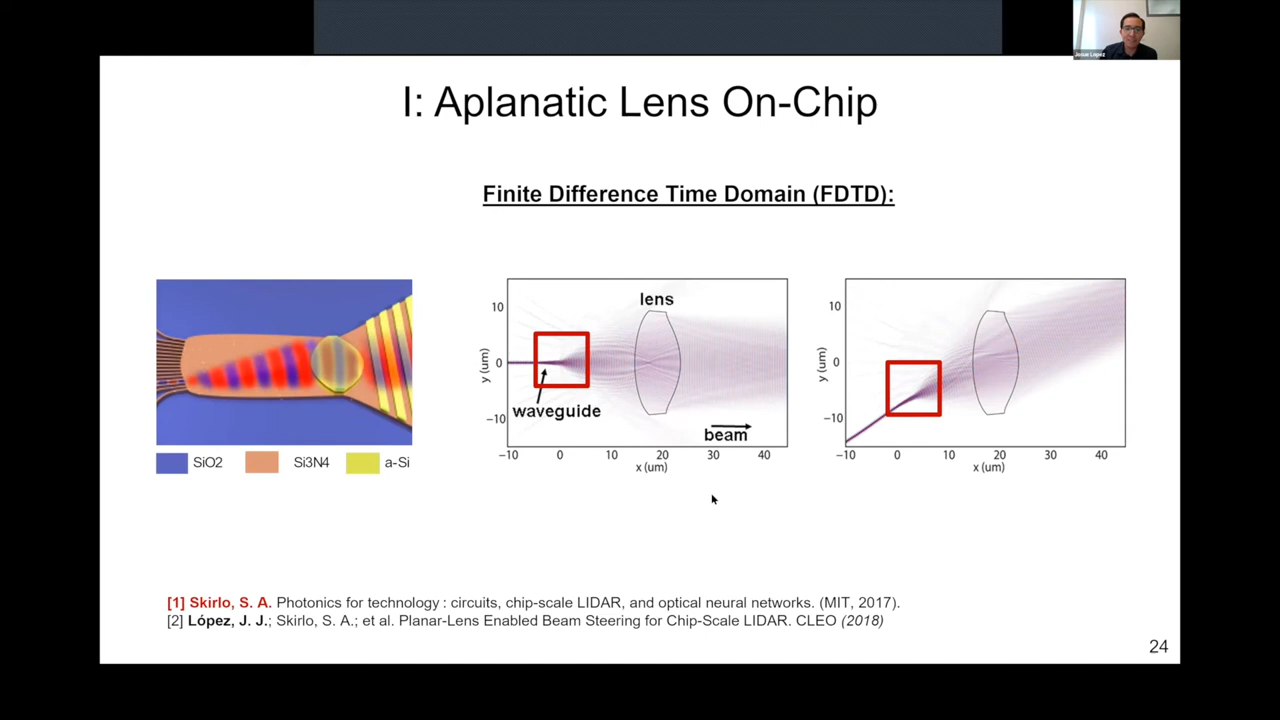 Josue López
I: Aplanatic Lens On-Chip
Finite Difference Time Domain (FDTD):
SiO2
Si3N4
a-Si
y (um)
10
0
−10
lens
waveguide
beam
−10 0 10 20 30 40
x (um)
y (um)
10
0
−10
−10 0 10 20 30 40
x (um)
[1] Skirlo, S. A. Photonics for technology : circuits, chip-scale LIDAR, and optical neural networks. (MIT, 2017).
[2] López, J. J.; Skirlo, S. A.; et al. Planar-Lens Enabled Beam Steering for Chip-Scale LIDAR. CLEO (2018)
24